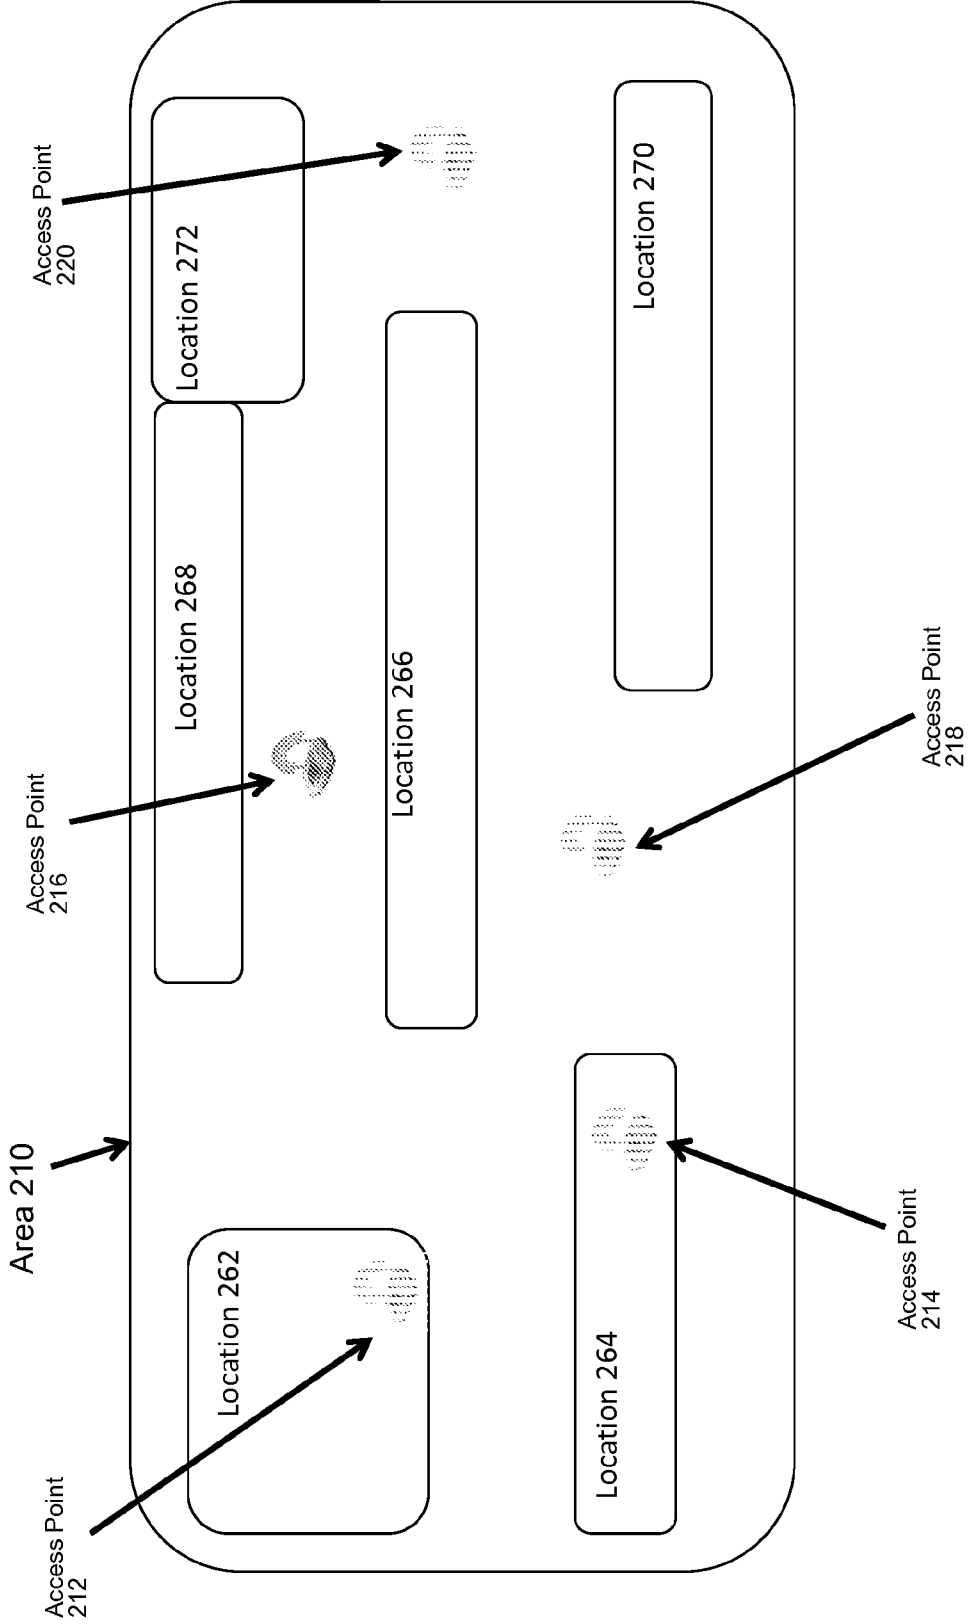 Access Point
212
Area 210
Access Point
216
Access Point
220
Location 262
Location 268
Location 272
Location 266
Location 264
Location 270
Access Point
214
Access Point
218